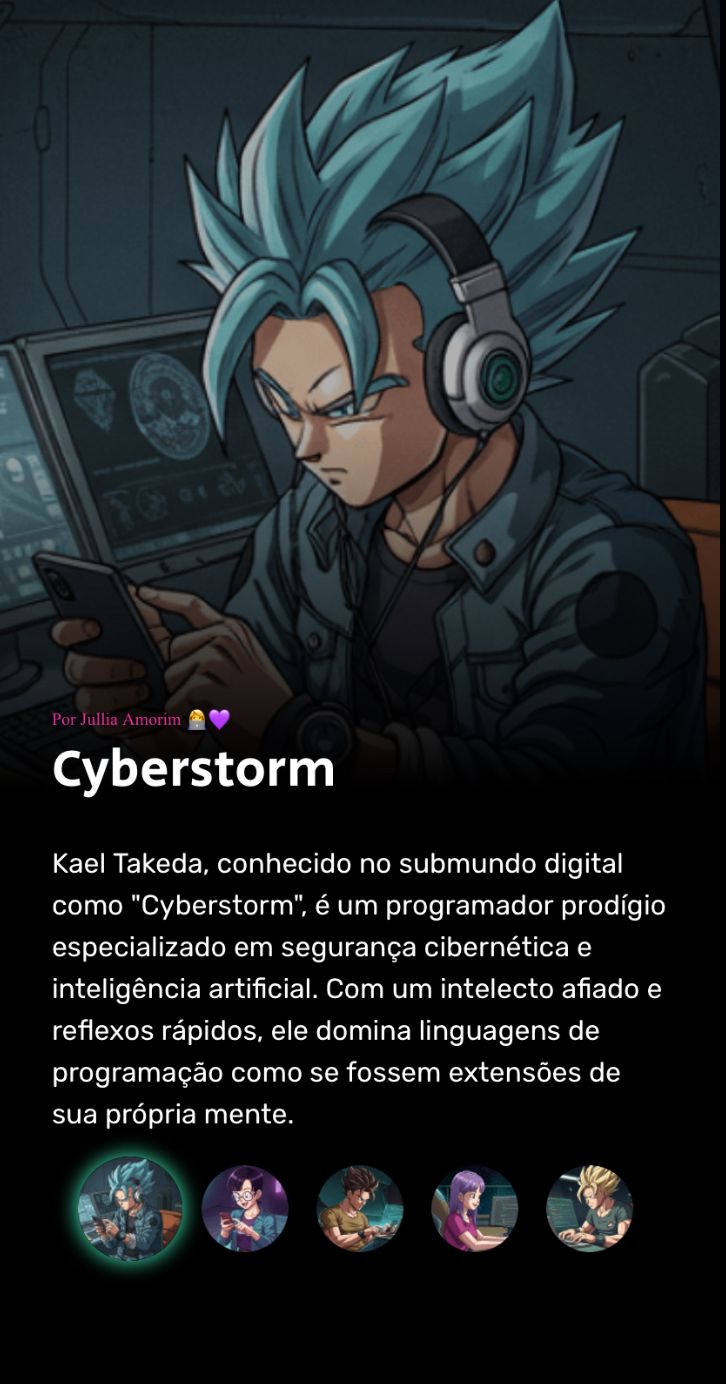 Por Jullia Amorim 👩‍💻💜
Cyberstorm
Kael Takeda, conhecido no submundo digital
como "Cyberstorm", é um programador prodígio
especializado em segurança cibernética e
inteligência artificial. Com um intelecto afiado e
reflexos rápidos, ele domina linguagens de
programação como se fossem extensões de
sua própria mente.